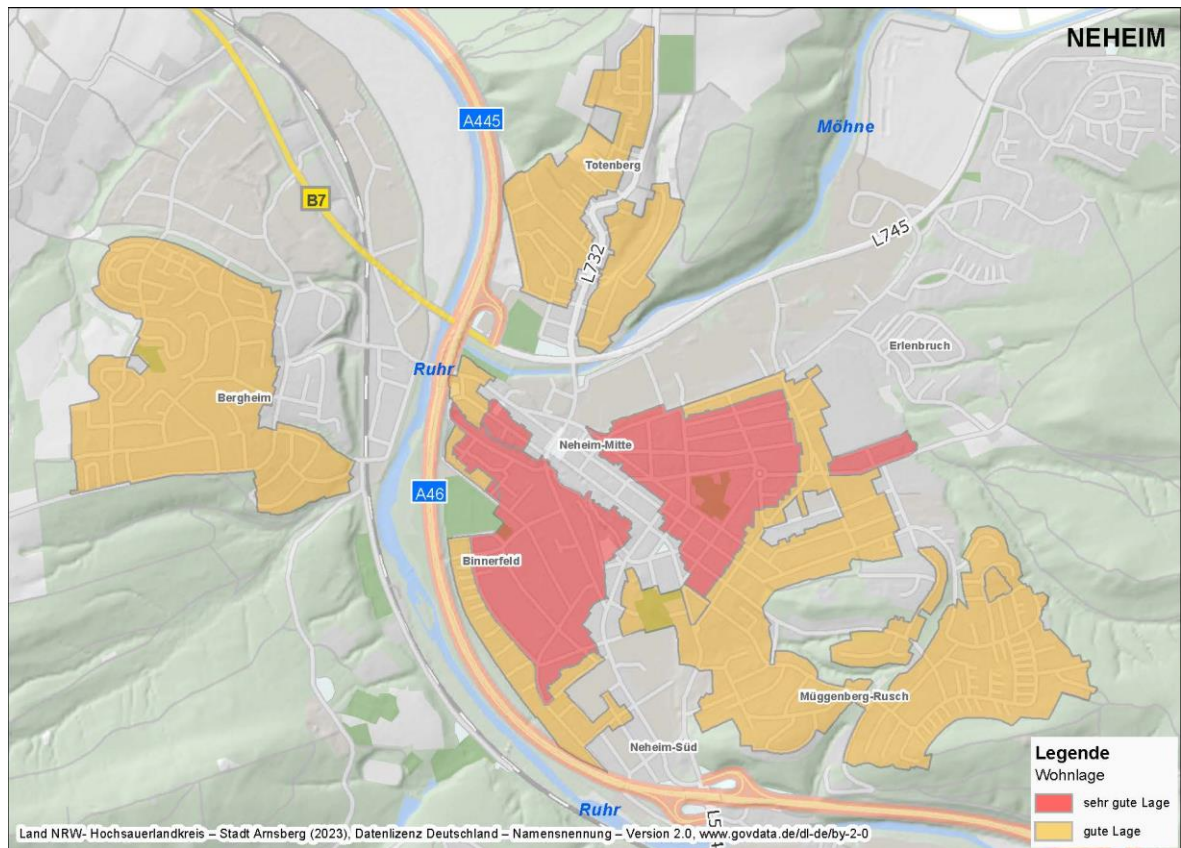 NEHEIM
A445
Möhne
Totenberg
B7
L745
L732
Erlenbruch
Ruhr
Bergheim
Neheim-Mitte
A46
Binnerfeld
Müggenberg-Rusch
Neheim-Süd
Legende
Wohnlage
sehr gute Lage
gute Lage
Ruhr
Land NRW- Hochsauerlandkreis – Stadt Arnsberg (2023), Datenlizenz Deutschland – Namensnennung – Version 2.0, www.govdata.de/dl-de/by-2-0